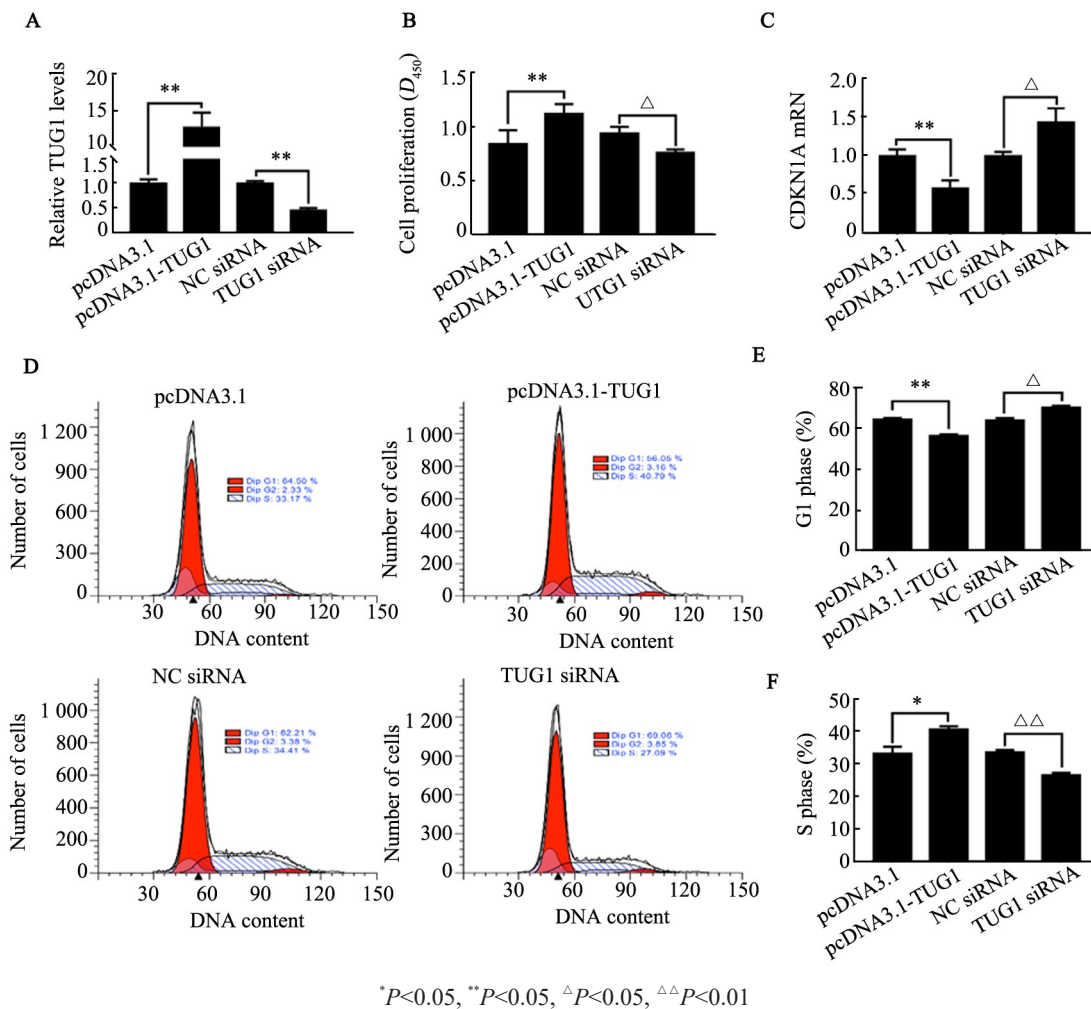 A
Relative TUG1 levels
20
15
10
1.0
0.5
0.0
**
**
pcDNA3.1
pcDNA3.1-TUG1
NC siRNA
TUG1 siRNA
B
Cell proliferation (D450)
1.5
1.0
0.5
0.0
**
△
pcDNA3.1
pcDNA3.1-TUG1
NC siRNA
UTG1 siRNA
C
CDKN1A mRN
2.0
1.5
1.0
0.5
0.0
**
△
pcDNA3.1
pcDNA3.1-TUG1
NC siRNA
TUG1 siRNA
D
pcDNA3.1
Number of cells
1 200
900
600
300
0
Dip G1: 64.50 %
Dip G2: 2.33 %
Dip S: 33.17 %
30 60 90 120 150
DNA content
pcDNA3.1-TUG1
Number of cells
1 000
800
600
400
200
0
Dip G1: 56.05 %
Dip G2: 3.16 %
Dip S: 40.79 %
30 60 90 120 150
DNA content
NC siRNA
Number of cells
1 000
800
600
400
200
0
Dip G1: 62.21 %
Dip G2: 3.38 %
Dip S: 34.41 %
30 60 90 120 150
DNA content
TUG1 siRNA
Number of cells
1 200
900
600
300
0
Dip G1: 69.06 %
Dip G2: 3.85 %
Dip S: 27.09 %
30 60 90 120 150
DNA content
E
G1 phase (%)
80
60
40
20
0
**
△
pcDNA3.1
pcDNA3.1-TUG1
NC siRNA
TUG1 siRNA
F
S phase (%)
50
40
30
20
10
0
*
△△
pcDNA3.1
pcDNA3.1-TUG1
NC siRNA
TUG1 siRNA
*P<0.05, **P<0.05, △P<0.05, △△P<0.01